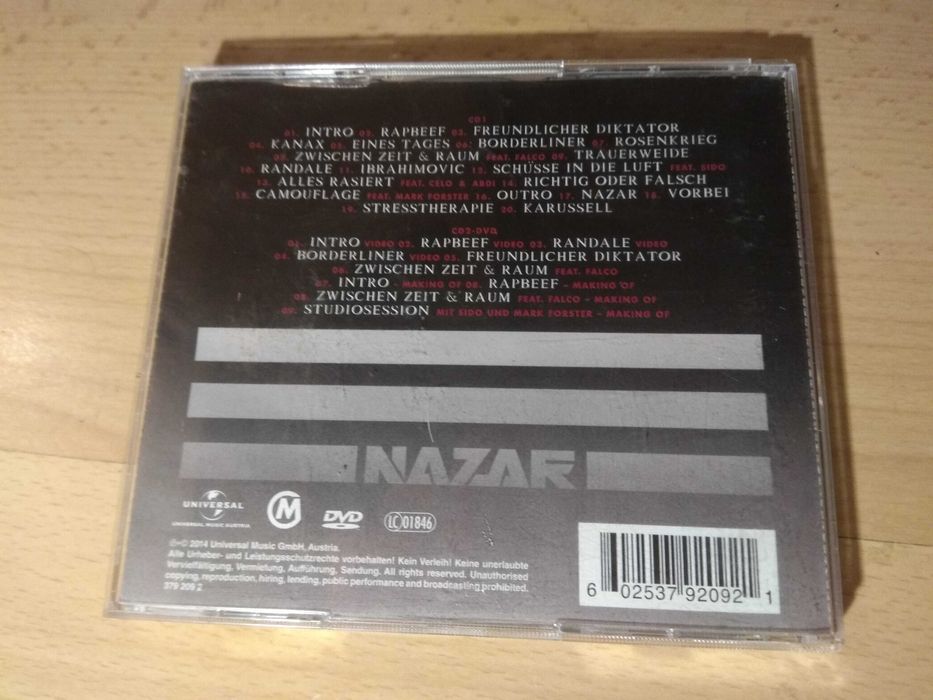 CD1
01. INTRO 02. RAPBEEF 03. FREUNDLICHER DIKTATOR
04. KANAX 05. EINES TAGES 06. BORDERLINER 07. ROSENKRIEG
08. ZWISCHEN ZEIT & RAUM FEAT. FALCO 09. TRAUERWEIDE
10. RANDALE 11. IBRAHIMOVIC 12. SCHÜSSE IN DIE LUFT FEAT. SIDO
13. ALLES RASIERT FEAT. CELO & ABDI 14. RICHTIG ODER FALSCH
15. CAMOUFLAGE FEAT. MARK FORSTER 16. OUTRO 17. NAZAR 18. VORBEI
19. STRESSTHERAPIE 20. KARUSSELL
CD2-DVD
01. INTRO VIDEO 02. RAPBEEF VIDEO 03. RANDALE VIDEO
04. BORDERLINER VIDEO 05. FREUNDLICHER DIKTATOR
06. ZWISCHEN ZEIT & RAUM FEAT. FALCO
07. INTRO - MAKING OF 08. RAPBEEF - MAKING OF
08. ZWISCHEN ZEIT & RAUM FEAT. FALCO - MAKING OF
09. STUDIOSESSION MIT SIDO UND MARK FORSTER - MAKING OF
NAZAR
UNIVERSAL
UNIVERSAL MUSIC AUSTRIA
M
DVD
VIDEO
LC 01846
℗+© 2014 Universal Music GmbH, Austria.
Alle Urheber- und Leistungsschutzrechte vorbehalten! Kein Verleih! Keine unerlaubte
Vervielfältigung, Vermietung, Aufführung, Sendung. All rights reserved. Unauthorised
copying, reproduction, hiring, lending, public performance and broadcasting prohibited.
379 209 2
6 02537 92092 1